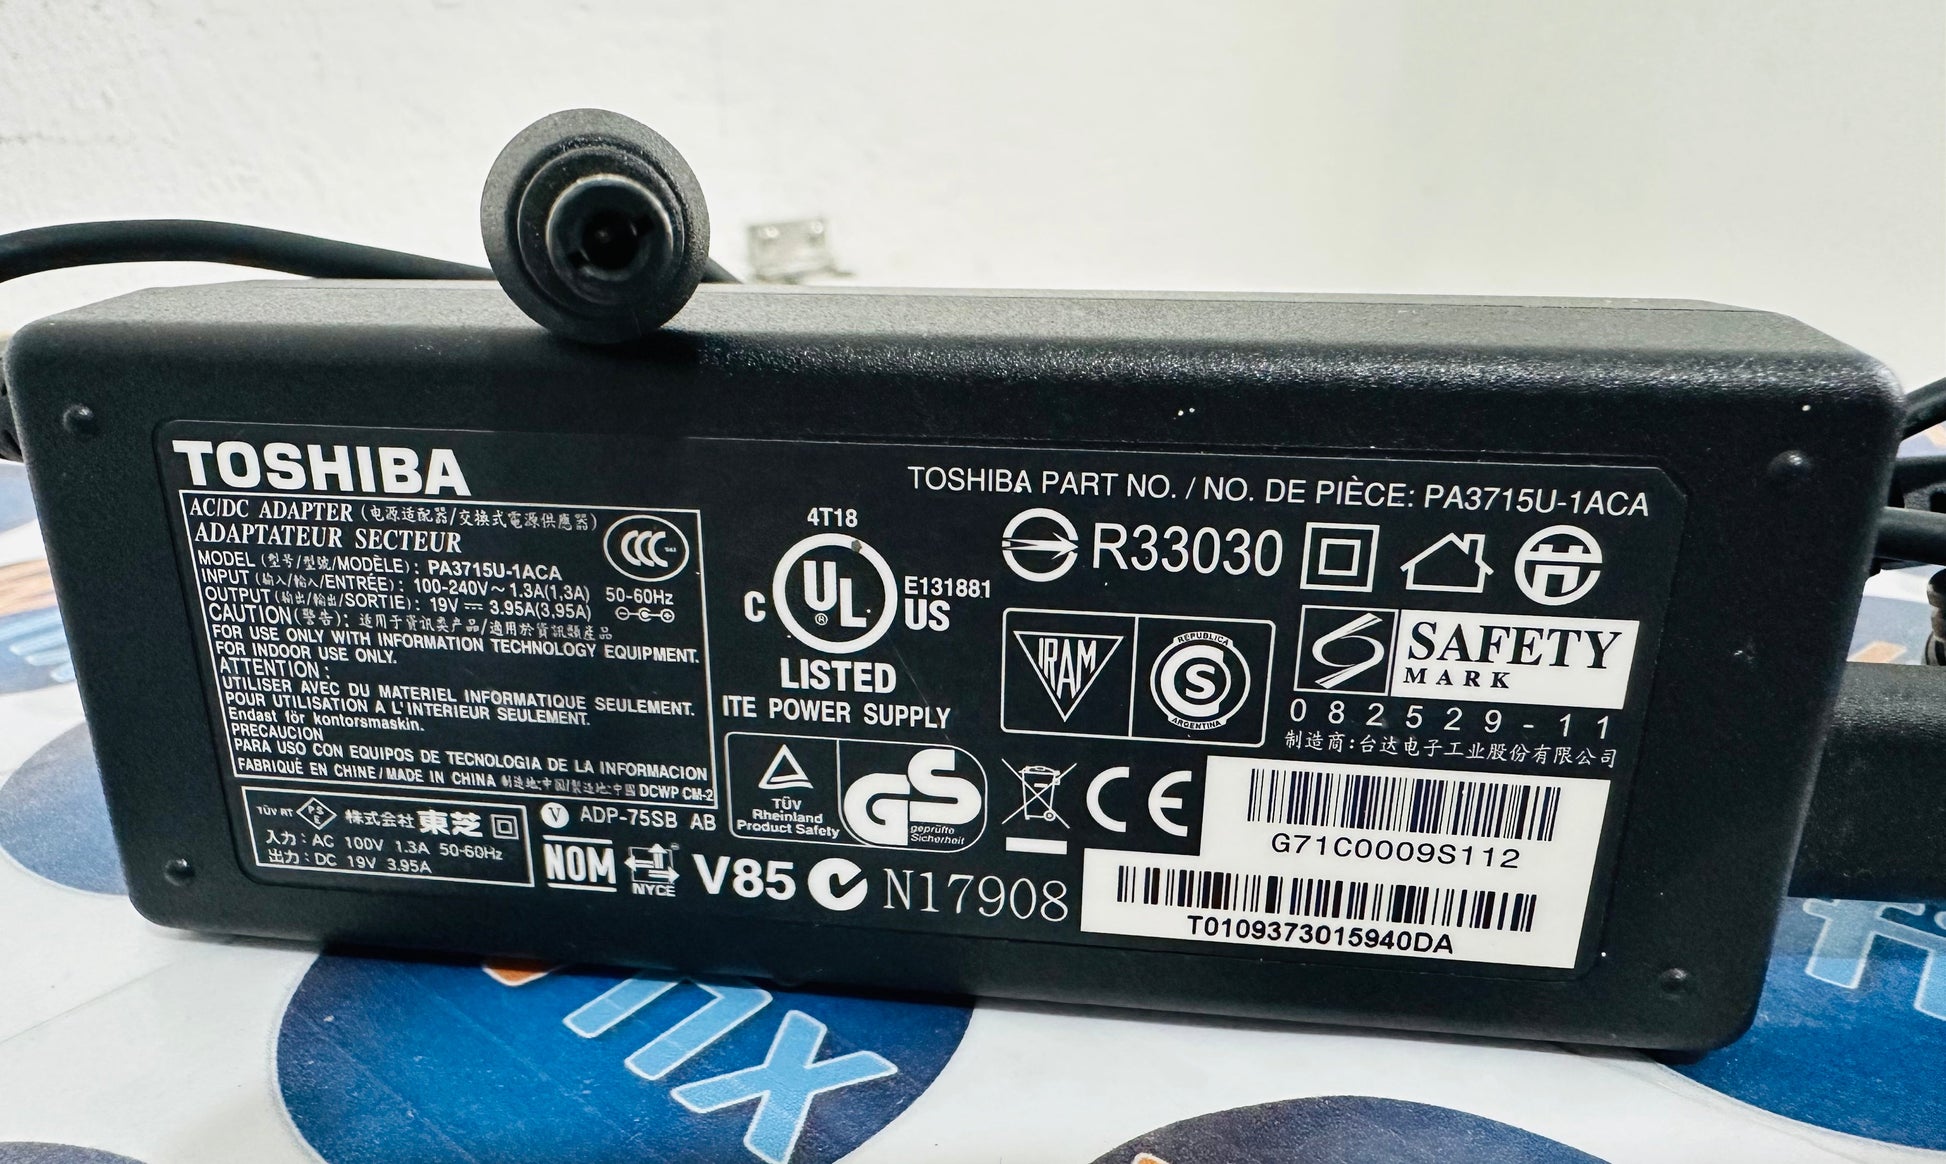 TOSHIBA
AC/DC ADAPTER (电源适配器/交換式電源供應器)
ADAPTATEUR SECTEUR
MODEL (型号/型號/MODÈLE): PA3715U-1ACA
INPUT (输入/輸入/ENTRÉE): 100-240V~1.3A(1,3A) 50-60Hz
OUTPUT (输出/輸出/SORTIE): 19V⎓3.95A(3,95A)
CAUTION (警告): 适用于資訊类产品/適用於資訊類産品
FOR USE ONLY WITH INFORMATION TECHNOLOGY EQUIPMENT.
FOR INDOOR USE ONLY.
ATTENTION :
UTILISER AVEC DU MATERIEL INFORMATIQUE SEULEMENT.
POUR UTILISATION A L'INTERIEUR SEULEMENT.
Endast för kontorsmaskin.
PRECAUCION
PARA USO CON EQUIPOS DE TECNOLOGIA DE LA INFORMACION
FABRIQUÉ EN CHINE/MADE IN CHINA 制造地:中国/製造地:中國 DCWP CM-2
TÜV RT PSE 株式会社 東芝
入力: AC 100V 1.3A 50-60Hz
出力: DC 19V 3.95A
V ADP-75SB AB
NOM NYCE V85 N17908
CCC
4T18
C UL ® US E131881
LISTED
ITE POWER SUPPLY
TÜV
Rheinland
Product Safety
GS
geprüfte
Sicherheit
TOSHIBA PART NO. / NO. DE PIÈCE: PA3715U-1ACA
R33030
IRAM
REPUBLICA
S
ARGENTINA
SAFETY
MARK
082529-11
制造商:台达电子工业股份有限公司
CE
G71C0009S112
T0109373015940DA